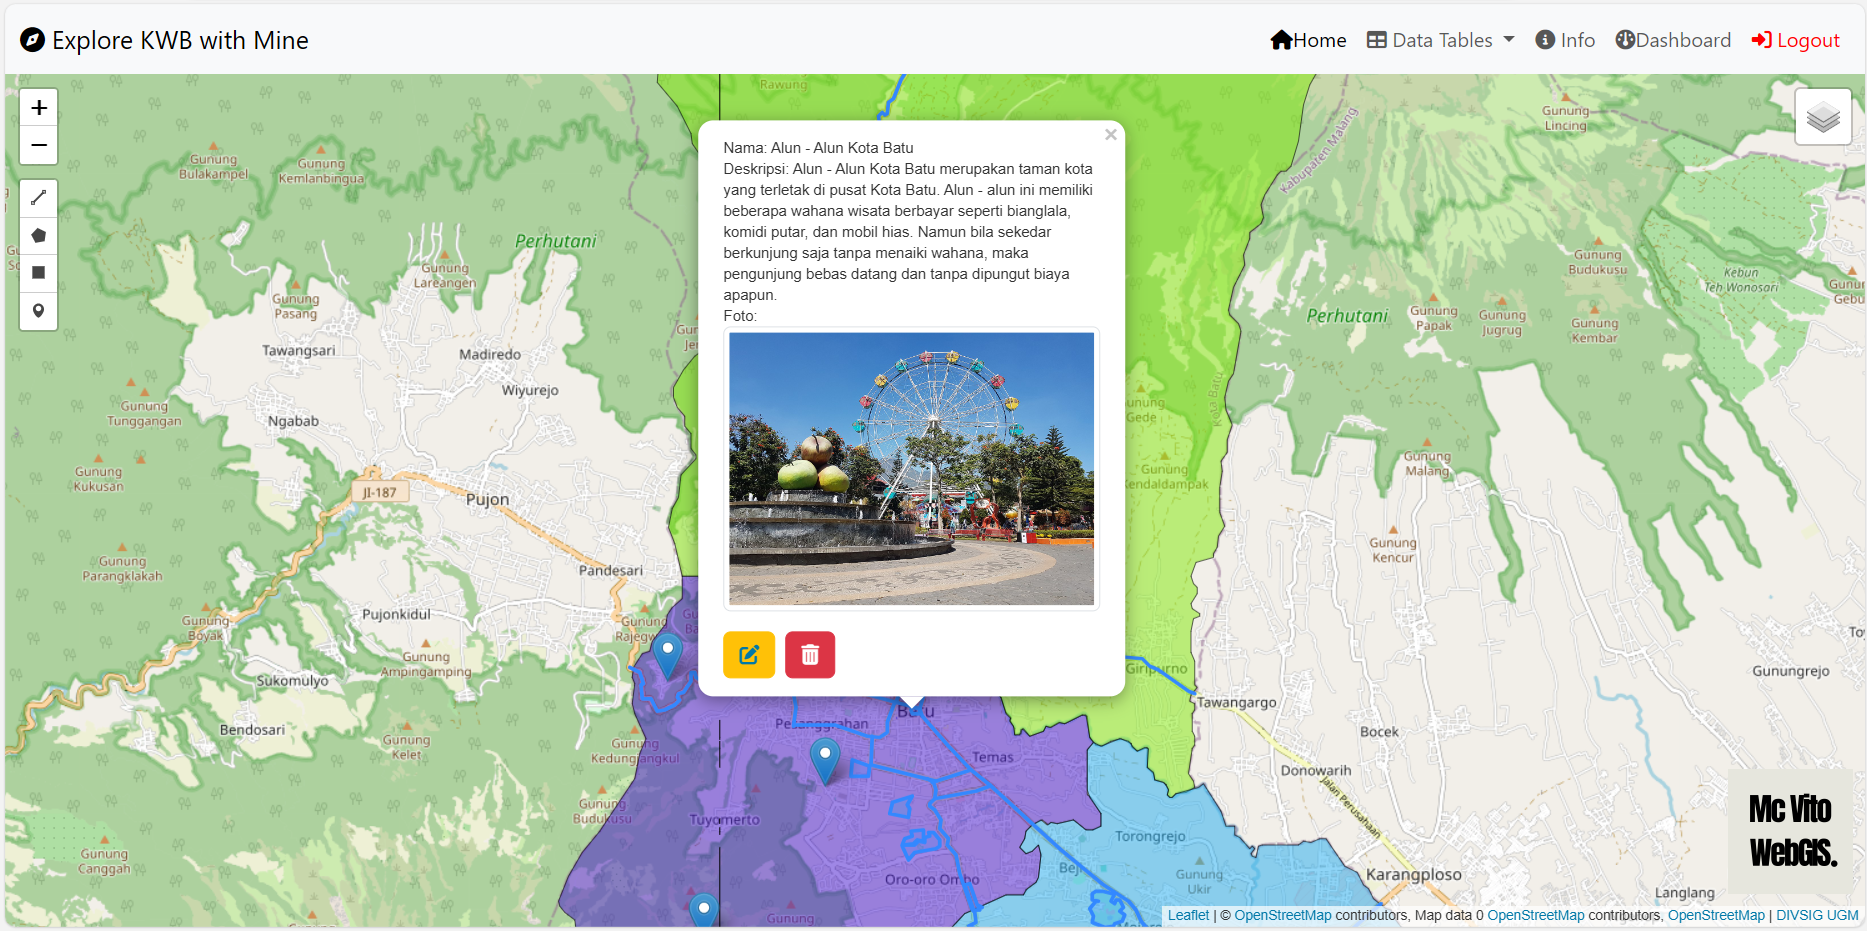 Explore KWB with Mine
Home
Data Tables
Info
Dashboard
Logout
+
−
Nama: Alun - Alun Kota Batu
Deskripsi: Alun - Alun Kota Batu merupakan taman kota
yang terletak di pusat Kota Batu. Alun - alun ini memiliki
beberapa wahana wisata berbayar seperti bianglala,
komidi putar, dan mobil hias. Namun bila sekedar
berkunjung saja tanpa menaiki wahana, maka
pengunjung bebas datang dan tanpa dipungut biaya
apapun.
Foto:
×
Rawung
Gunung
Bulakampel
Gunung
Kemlanbingua
Perhutani
Gunung
Lareangen
Gunung
Pasang
Tawangsari
Madiredo
Wiyurejo
Gunung
Tunggangan
Ngabab
Gunung
Kukusan
Jl-187
Pujon
Gunung
Parangklakah
Pandesari
Gunung
Boyak
Pujonkidul
Gunung
Gunung
Ampingamping
Sukomulyo
Bendosari
Gunung
Kelet
Gunung
Kedungrangkul
Gunung
Budukusu
Gunung
Canggah
Pesanggrahan
Batu
Temas
Tuyomerto
Oro-oro Ombo
Gunung
Torongrejo
Gunung
Ukir
Giripurno
Gunung
Lincing
Kabupaten Malang
Kota Batu
Gunung
Budukusu
Kebun
Teh Wonosari
Perhutani
Gunung
Papak
Gunung
Jugrug
Gunung
Kembar
Gede
Gunung
Gunung
Malang
Gunung
Kencur
Gunungrejo
Tawangargo
Bocek
Donowarih
Jalan Perusahaan
Karangploso
Langlang
Mc Vito
WebGIS.
Leaflet | © OpenStreetMap contributors, Map data 0 OpenStreetMap contributors, OpenStreetMap | DIVSIG UGM